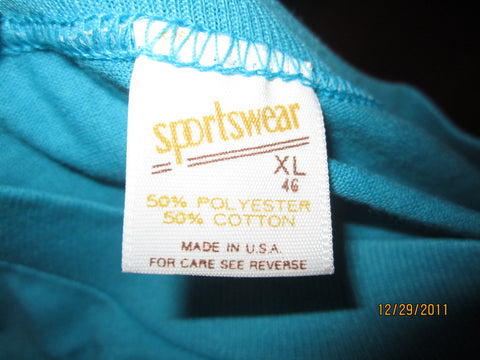 sportswear
XL
46
50% POLYESTER
50% COTTON
MADE IN U.S.A.
FOR CARE SEE REVERSE
12/29/2011